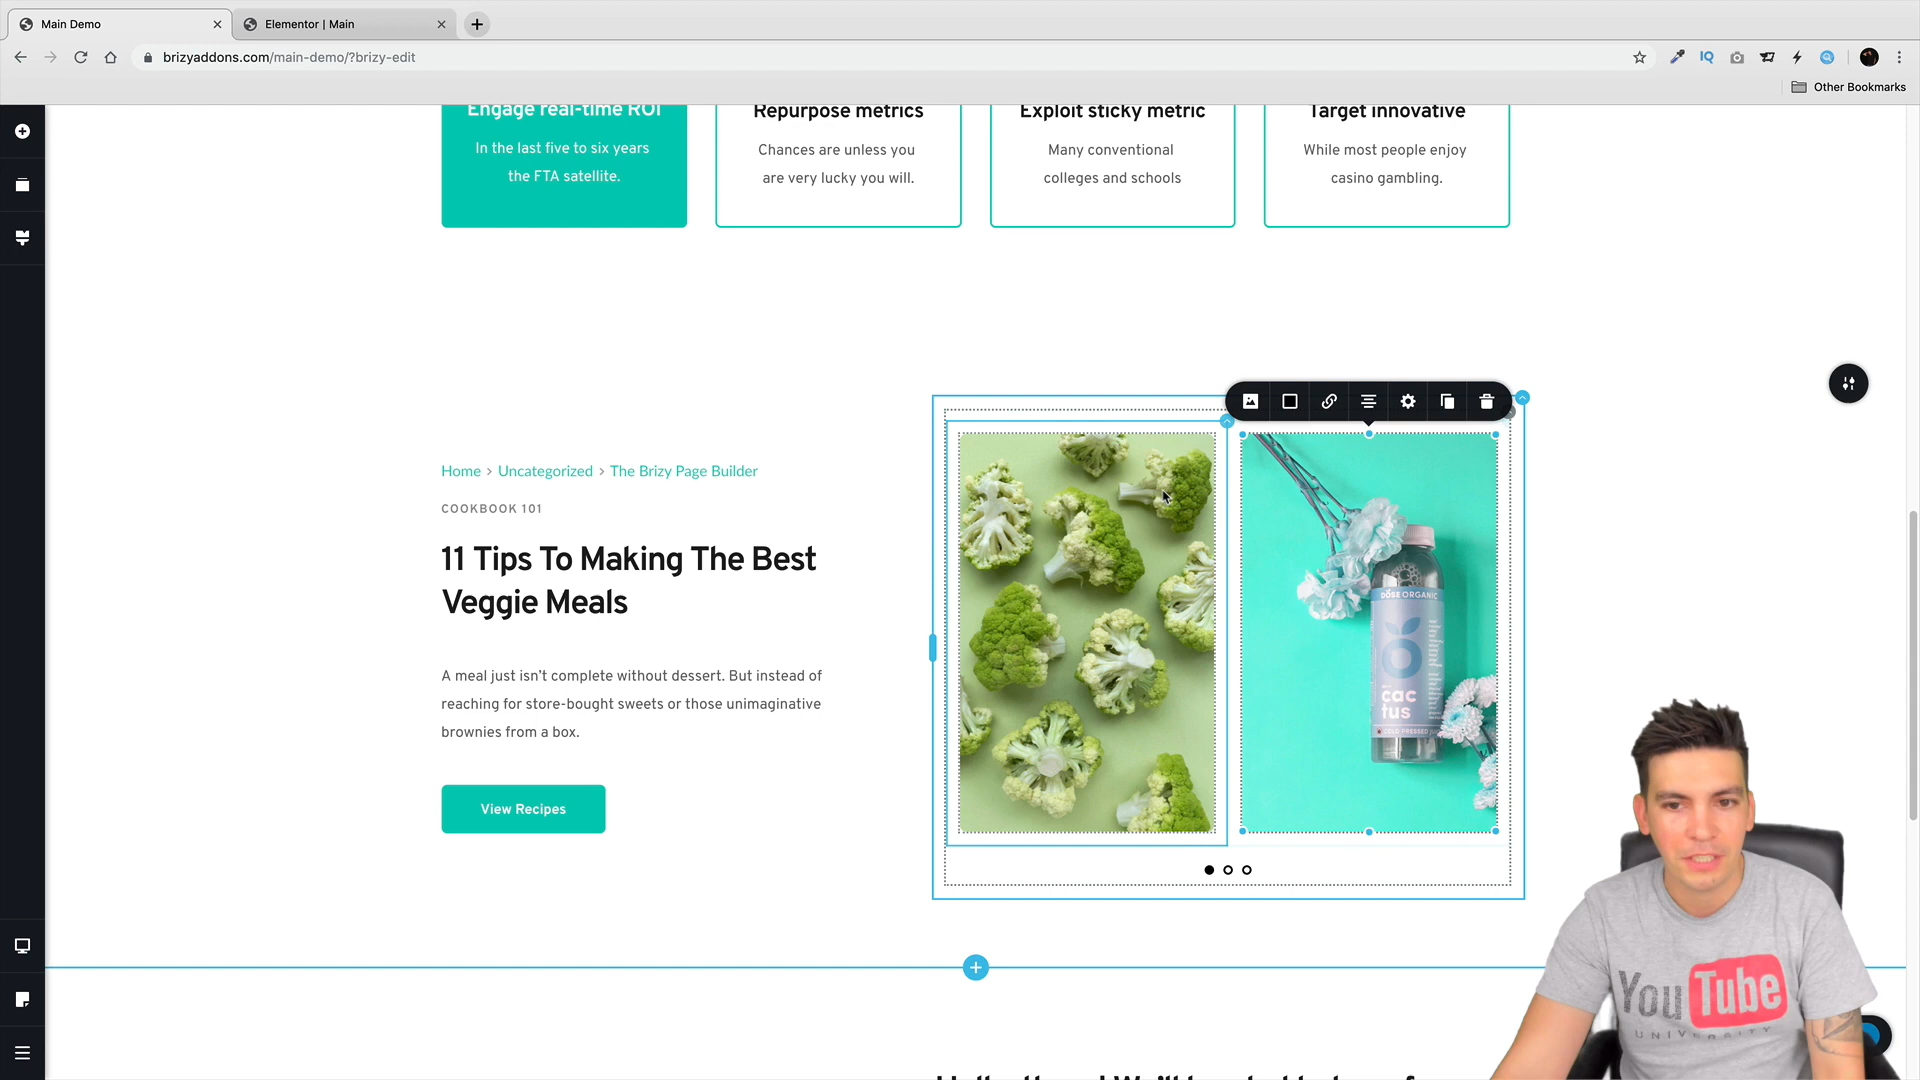 Main Demo
Elementor | Main
brizyaddons.com/main-demo/?brizy-edit
IQ
Other Bookmarks
Engage real-time ROI
In the last five to six years
the FTA satellite.
Repurpose metrics
Chances are unless you
are very lucky you will.
Exploit sticky metric
Many conventional
colleges and schools
Target innovative
While most people enjoy
casino gambling.
Home > Uncategorized > The Brizy Page Builder
COOKBOOK 101
11 Tips To Making The Best
Veggie Meals
A meal just isn’t complete without dessert. But instead of
reaching for store-bought sweets or those unimaginative
brownies from a box.
View Recipes
DOSE ORGANIC
cac
tus
COLD PRESSED
YouTube
UNIVERSITY